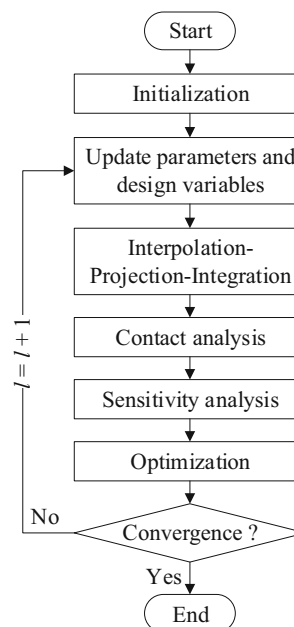 Start
Initialization
Update parameters and
design variables
Interpolation-
Projection-Integration
Contact analysis
Sensitivity analysis
Optimization
l = l + 1
No
Convergence ?
Yes
End